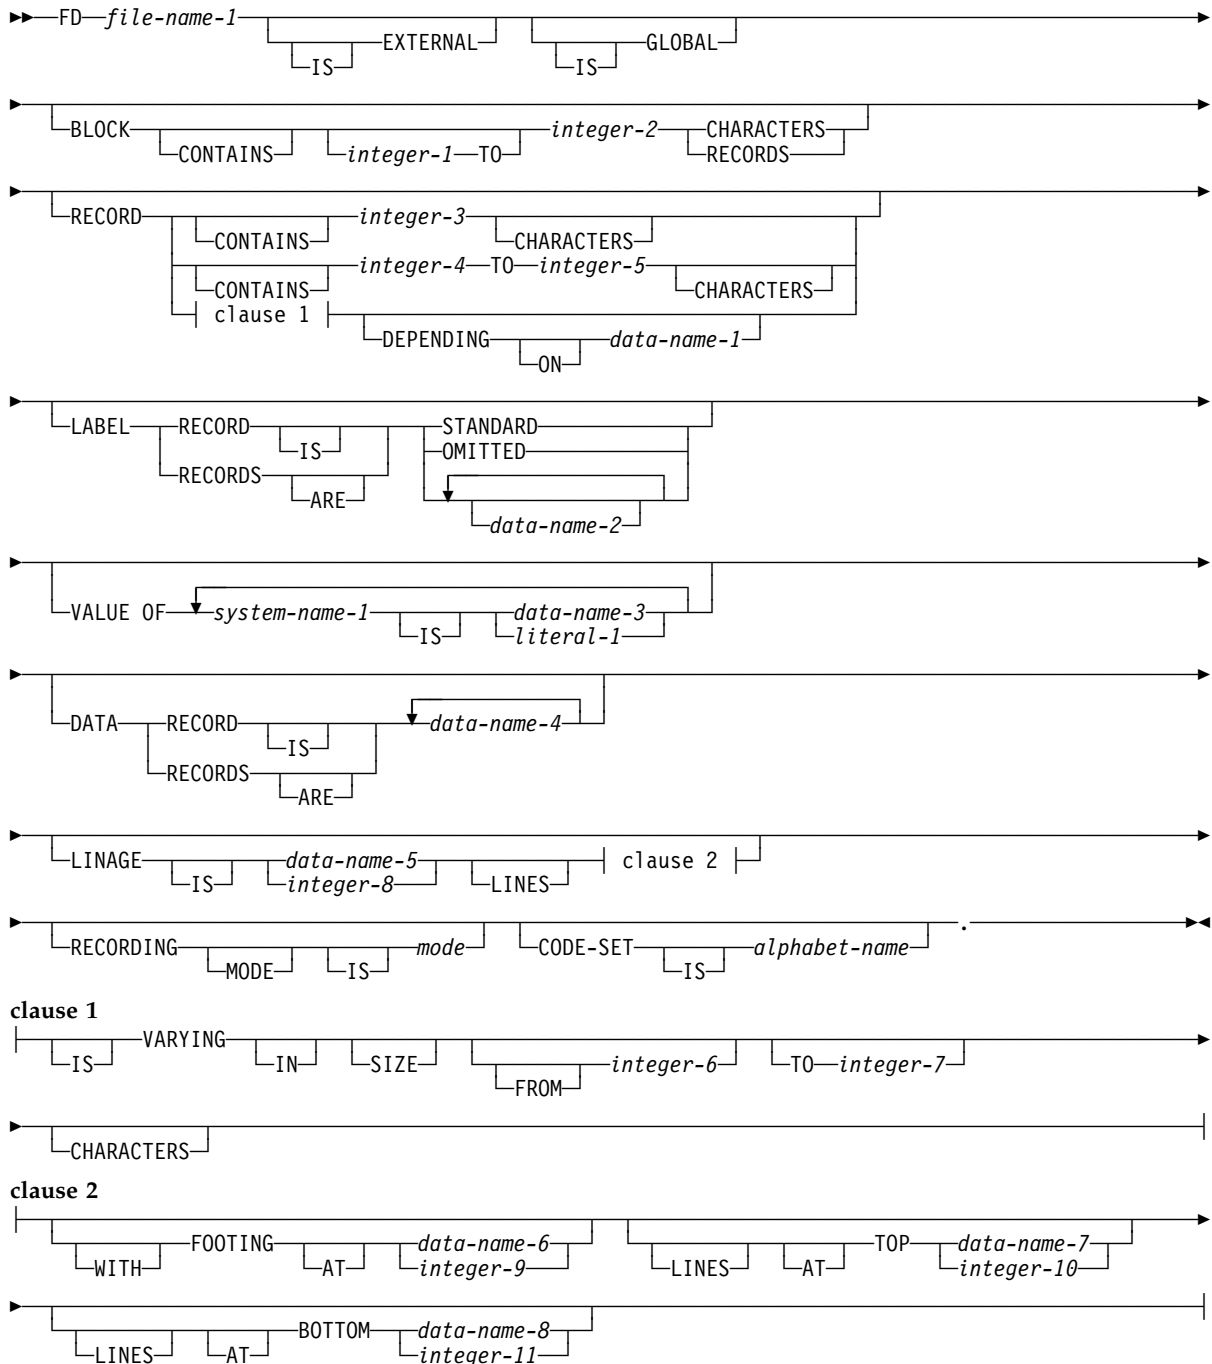 FD file-name-1 EXTERNAL GLOBAL
IS IS
BLOCK integer-2 CHARACTERS
CONTAINS integer-1 TO RECORDS
RECORD integer-3
CONTAINS CHARACTERS
integer-4 TO integer-5
CONTAINS CHARACTERS
clause 1
DEPENDING data-name-1
ON
LABEL RECORD STANDARD
IS OMITTED
RECORDS
ARE
data-name-2
VALUE OF system-name-1 data-name-3
IS literal-1
DATA RECORD data-name-4
IS
RECORDS
ARE
LINAGE data-name-5 clause 2
IS integer-8 LINES
RECORDING mode CODE-SET alphabet-name .
MODE IS IS
clause 1
VARYING integer-6 TO integer-7
IS IN SIZE FROM
CHARACTERS
clause 2
FOOTING data-name-6 TOP data-name-7
WITH AT integer-9 LINES AT integer-10
BOTTOM data-name-8
LINES AT integer-11